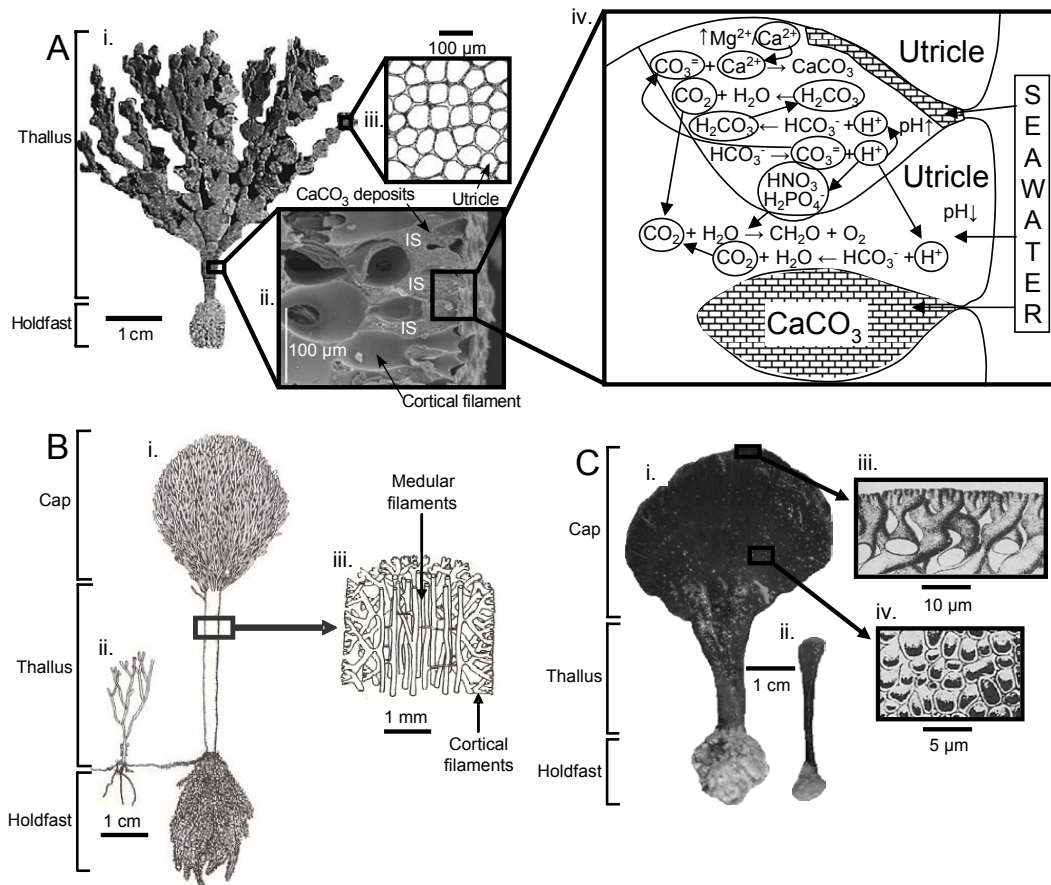 A
i.
Thallus
Holdfast
1 cm
100 µm
iii.
Utricle
CaCO₃ deposits
ii.
IS
IS
IS
100 µm
Cortical filament
iv.
↑Mg²⁺/Ca²⁺
CO₃⁼ + Ca²⁺ → CaCO₃
CO₂ + H₂O ← H₂CO₃
H₂CO₃ ← HCO₃⁻ + H⁺ pH↑
HCO₃⁻ → CO₃⁼ + H⁺
HNO₃
H₂PO₄⁻
CO₂ + H₂O → CH₂O + O₂
CO₂ + H₂O ← HCO₃⁻ + H⁺
pH↓
Utricle
Utricle
CaCO₃
SEAWATER
B
i.
Cap
Thallus
Holdfast
ii.
1 cm
Medular
filaments
iii.
1 mm
Cortical
filaments
C
i.
Cap
Thallus
Holdfast
ii.
1 cm
iii.
10 µm
iv.
5 µm